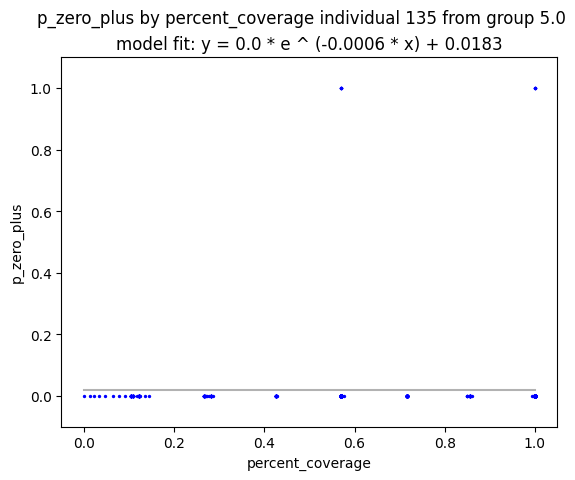 p_zero_plus by percent_coverage individual 135 from group 5.0
model fit: y = 0.0 * e ^ (-0.0006 * x) + 0.0183
1.0
0.8
0.6
0.4
0.2
0.0
p_zero_plus
0.0 0.2 0.4 0.6 0.8 1.0
percent_coverage